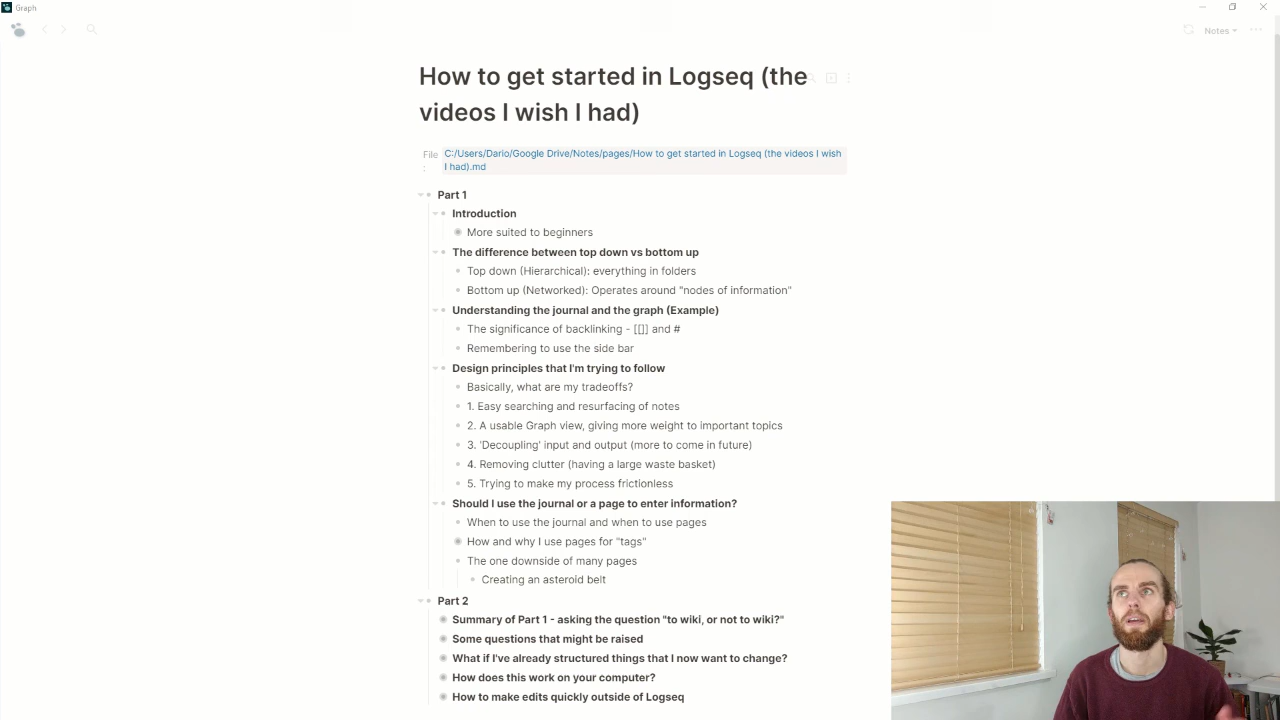 Graph
Notes
How to get started in Logseq (the
videos I wish I had)
File
:
C:/Users/Dario/Google Drive/Notes/pages/How to get started in Logseq (the videos I wish
I had).md
Part 1
Introduction
More suited to beginners
The difference between top down vs bottom up
Top down (Hierarchical): everything in folders
Bottom up (Networked): Operates around "nodes of information"
Understanding the journal and the graph (Example)
The significance of backlinking - [[]] and #
Remembering to use the side bar
Design principles that I'm trying to follow
Basically, what are my tradeoffs?
1. Easy searching and resurfacing of notes
2. A usable Graph view, giving more weight to important topics
3. 'Decoupling' input and output (more to come in future)
4. Removing clutter (having a large waste basket)
5. Trying to make my process frictionless
Should I use the journal or a page to enter information?
When to use the journal and when to use pages
How and why I use pages for "tags"
The one downside of many pages
Creating an asteroid belt
Part 2
Summary of Part 1 - asking the question "to wiki, or not to wiki?"
Some questions that might be raised
What if I've already structured things that I now want to change?
How does this work on your computer?
How to make edits quickly outside of Logseq